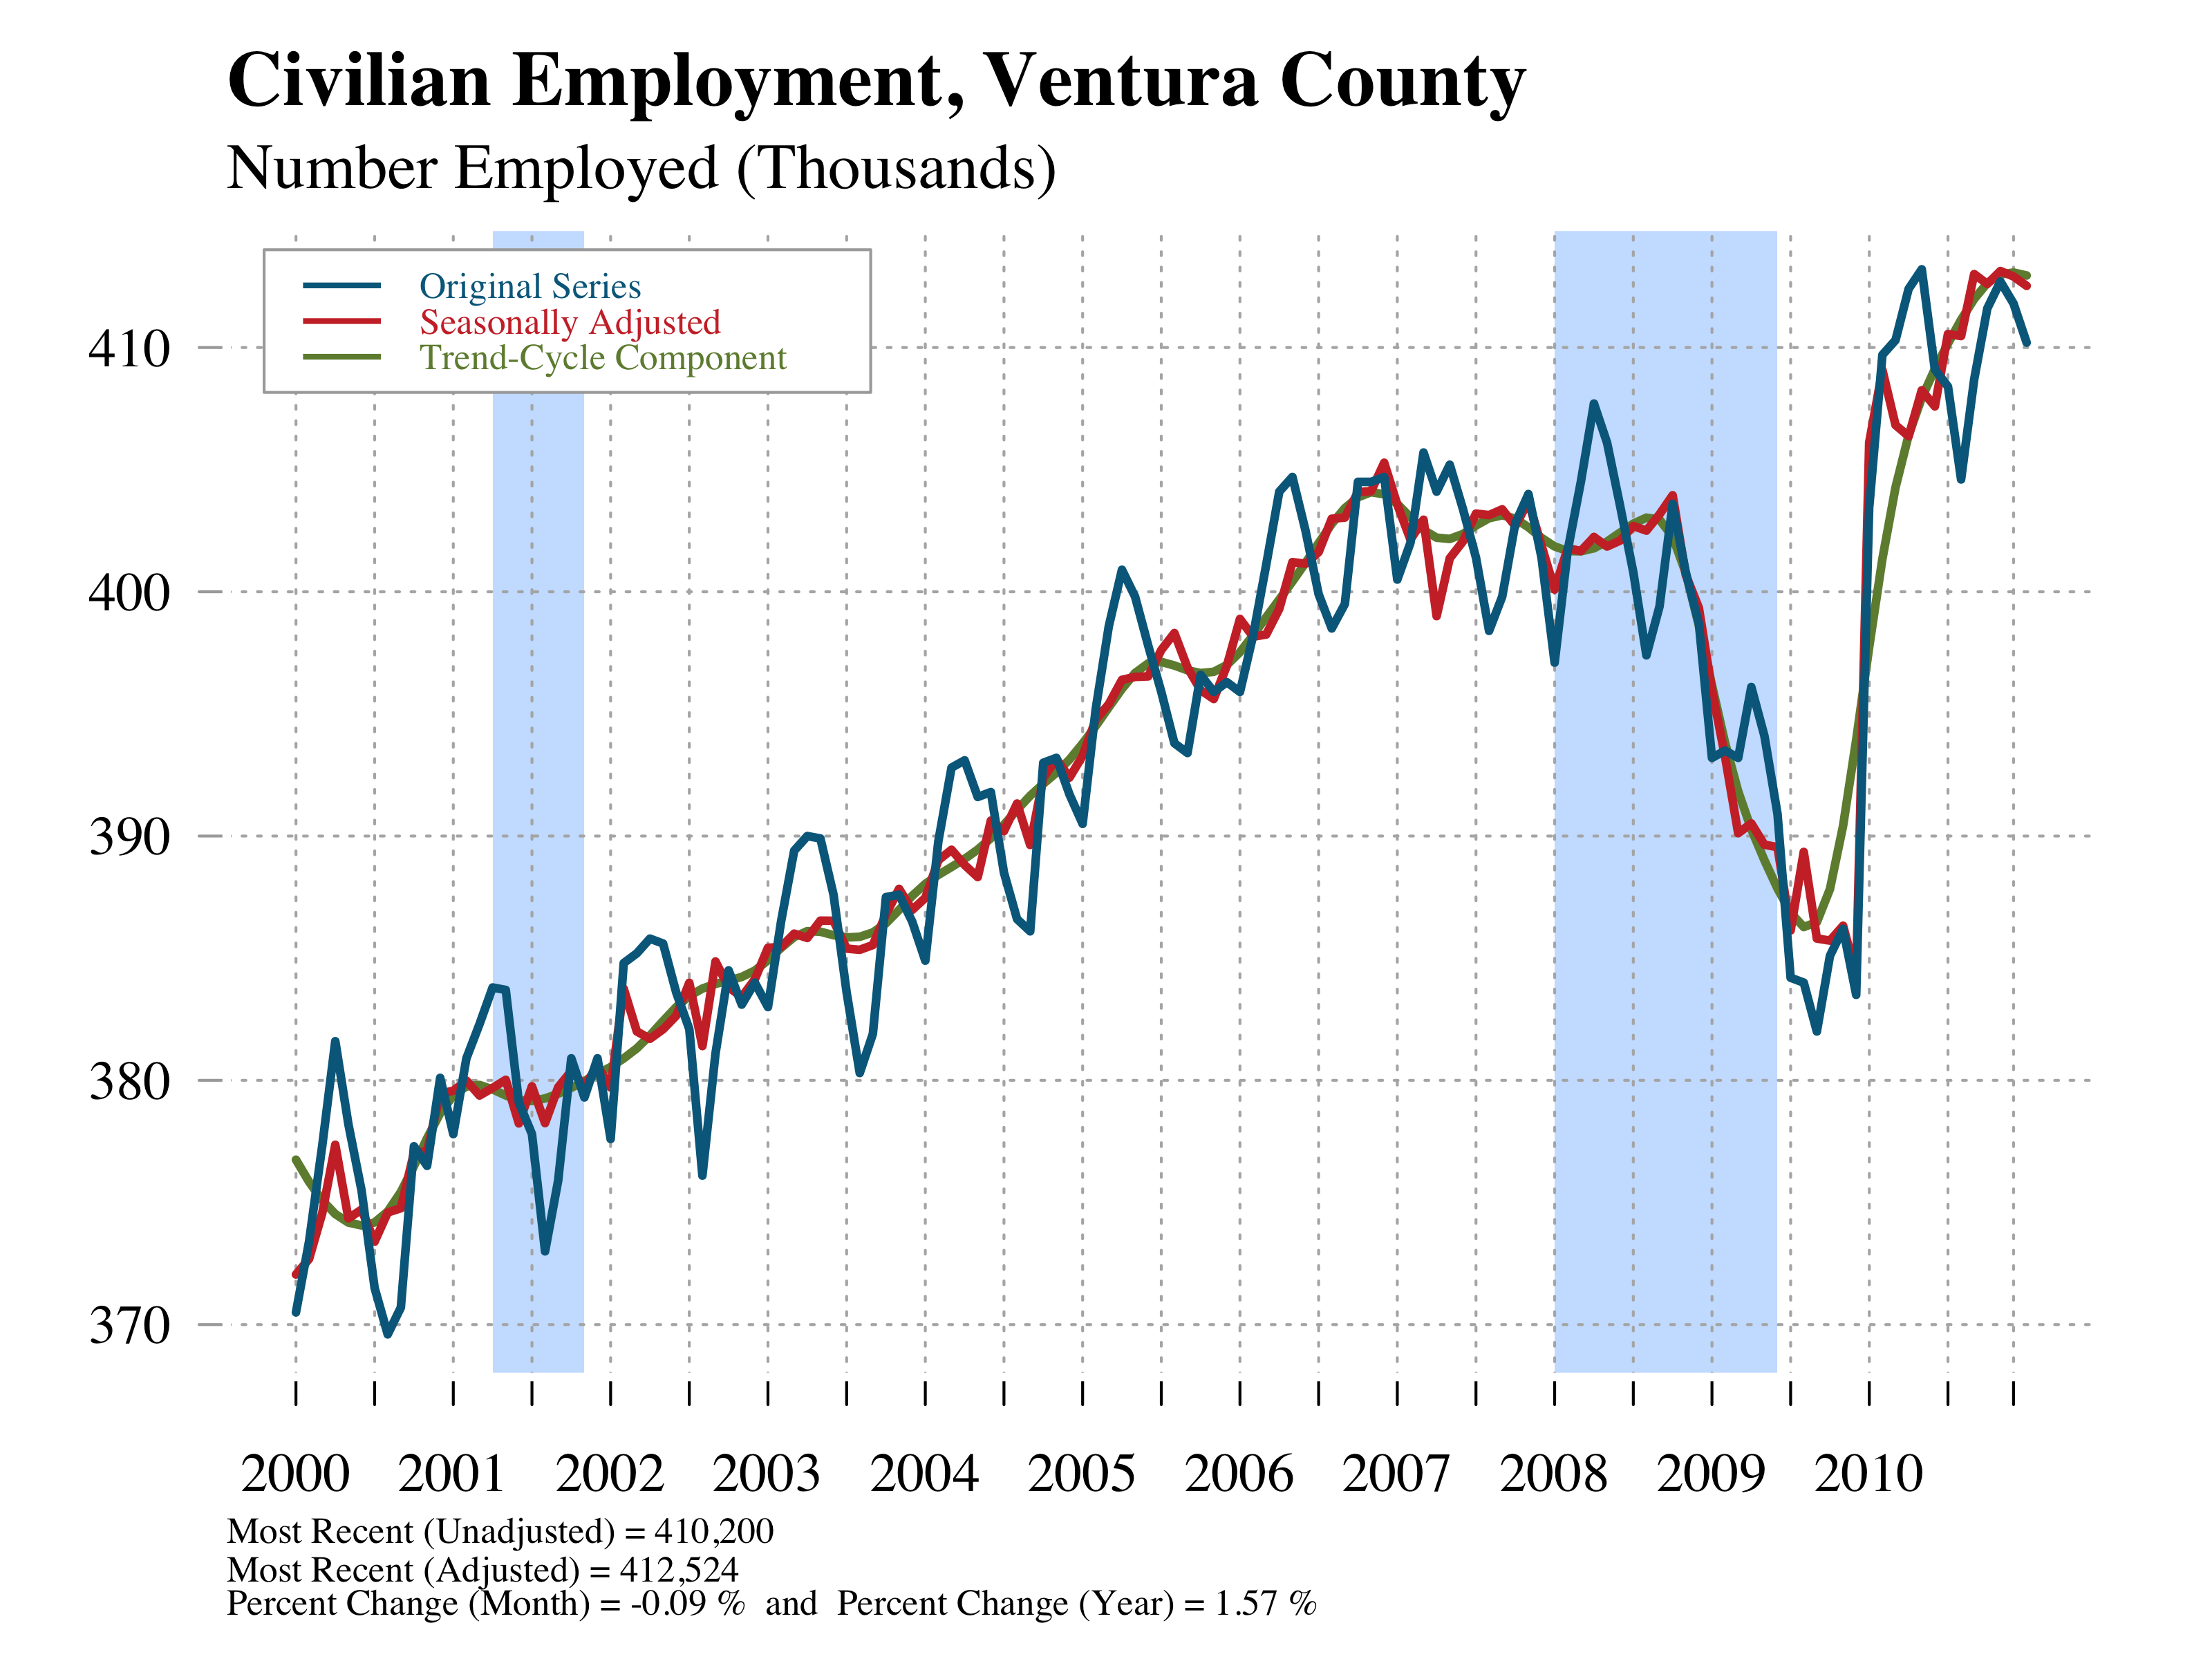 Civilian Employment, Ventura County
Number Employed (Thousands)
Original Series
Seasonally Adjusted
Trend-Cycle Component
410
400
390
380
370
2000 2001 2002 2003 2004 2005 2006 2007 2008 2009 2010
Most Recent (Unadjusted) = 410,200
Most Recent (Adjusted) = 412,524
Percent Change (Month) = -0.09 % and Percent Change (Year) = 1.57 %